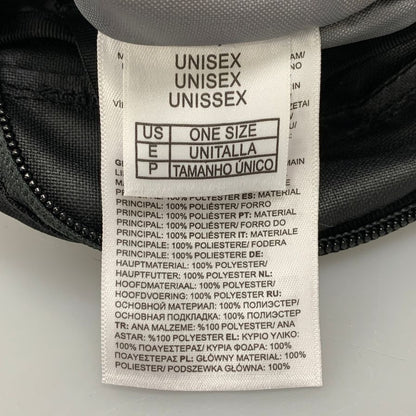 UNISEX
UNISEX
UNISSEX
US ONE SIZE
E UNITALLA
P TAMANHO ÚNICO
MAIN
PRINCIPAL: 100% POLIESTER ES: MATERIAL
PRINCIPAL: 100% POLIÉSTER/ FORRO
PRINCIPAL: 100% POLIÉSTER PT: MATERIAL
PRINCIPAL: 100% POLIÉSTER/ FORRO DO
PRINCIPAL: 100% POLIÉSTER IT: MATERIALE
PRINCIPALE: 100% POLIESTERE/ FODERA
PRINCIPALE: 100% POLIESTERE DE:
HAUPTMATERIAL: 100% POLYESTER/
HAUPTFUTTER: 100% POLYESTER NL:
HOOFDMATERIAAL: 100% POLYESTER/
HOOFDVOERING: 100% POLYESTER RU:
ОСНОВНОЙ МАТЕРИАЛ: 100% ПОЛИЭСТЕР/
ОСНОВНАЯ ПОДКЛАДКА: 100% ПОЛИЭСТЕР
TR: ANA MALZEME: %100 POLYESTER/ ANA
ASTAR: %100 POLYESTER EL: ΚΥΡΙΟ ΥΛΙΚΟ:
100% ΠΟΛΥΕΣΤΕΡΑΣ/ ΚΥΡΙΑ ΦΟΔΡΑ: 100%
ΠΟΛΥΕΣΤΕΡΑΣ PL: GŁÓWNY MATERIAŁ: 100%
POLIESTER/ PODSZEWKA GŁÓWNA: 100%